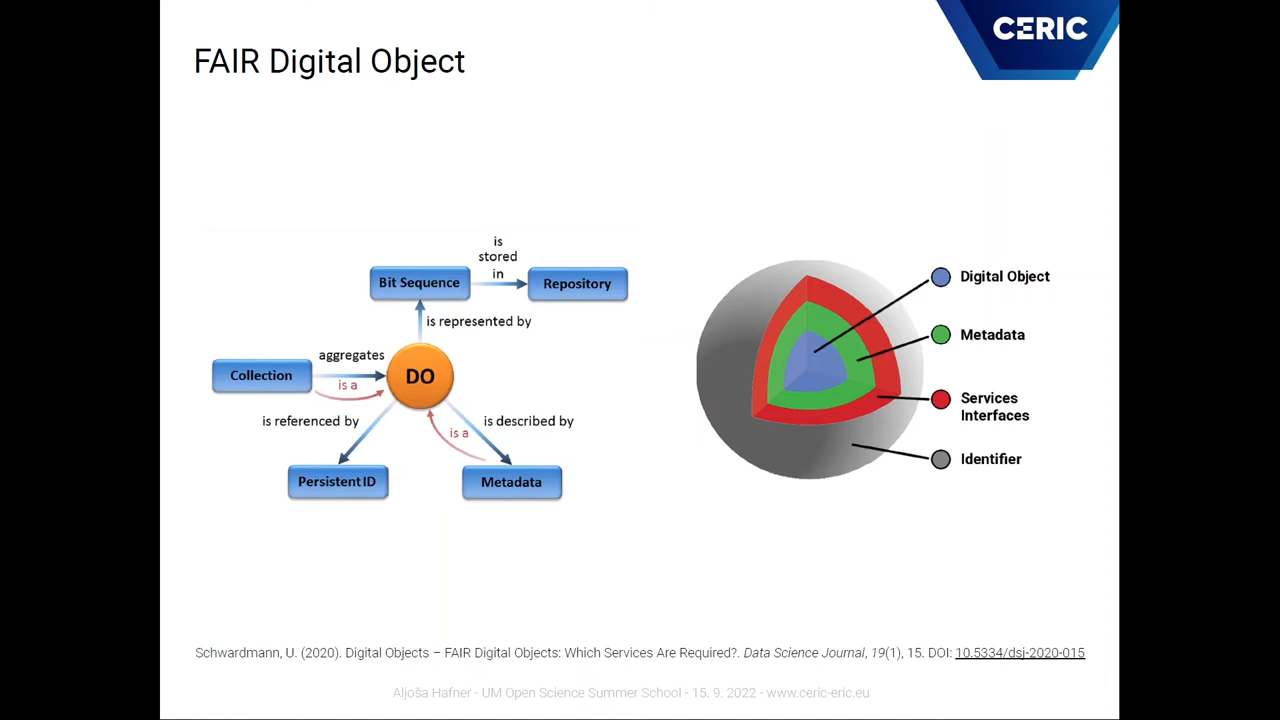 CERIC
FAIR Digital Object
is
stored
in
Bit Sequence
Repository
is represented by
aggregates
Collection
is a
DO
is referenced by
is described by
is a
Persistent ID
Metadata
Digital Object
Metadata
Services
Interfaces
Identifier
Schwardmann, U. (2020). Digital Objects – FAIR Digital Objects: Which Services Are Required?. Data Science Journal, 19(1), 15. DOI: 10.5334/dsj-2020-015
Aljoša Hafner - UM Open Science Summer School - 15. 9. 2022 - www.ceric-eric.eu